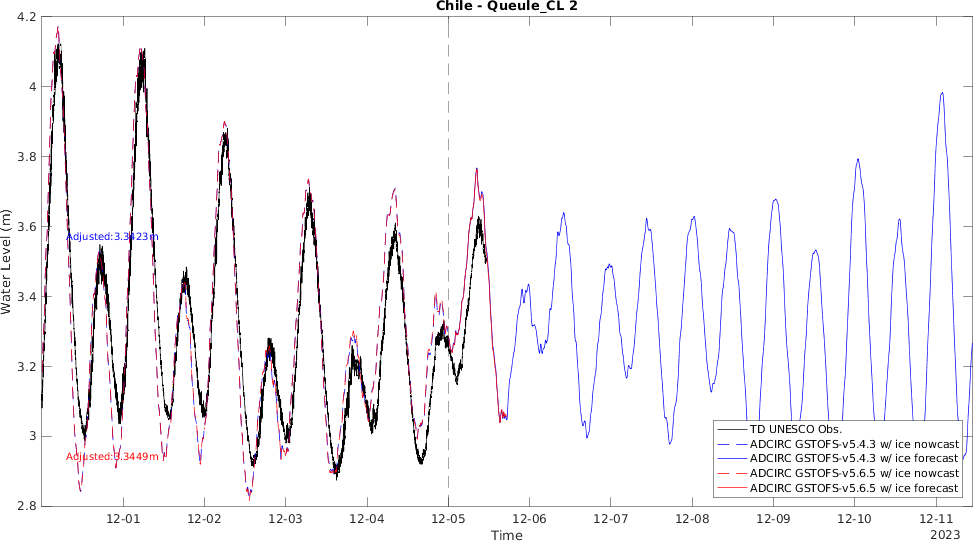 Chile - Queule_CL 2
4.2
4
3.8
3.6
3.4
3.2
3
2.8
Water Level (m)
Adjusted:3.3423m
Adjusted:3.3449m
TD UNESCO Obs.
ADCIRC GSTOFS-v5.4.3 w/ ice nowcast
ADCIRC GSTOFS-v5.4.3 w/ ice forecast
ADCIRC GSTOFS-v5.6.5 w/ ice nowcast
ADCIRC GSTOFS-v5.6.5 w/ ice forecast
12-01 12-02 12-03 12-04 12-05 12-06 12-07 12-08 12-09 12-10 12-11
Time
2023